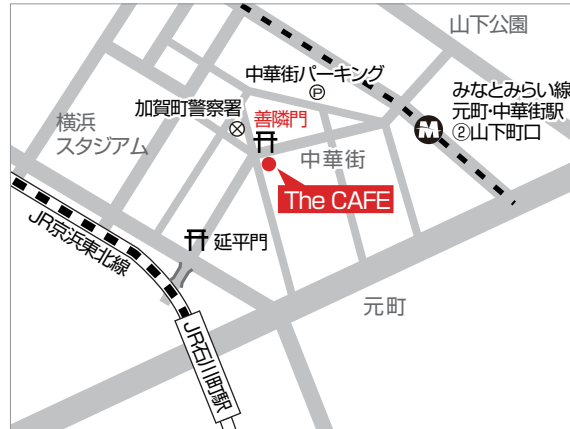 山下公園
中華街パーキング
Ⓟ
みなとみらい線
元町・中華街駅
②山下町口
M
加賀町警察署
善隣門
横浜
スタジアム
中華街
The CAFE
延平門
JR京浜東北線
元町
JR石川町駅